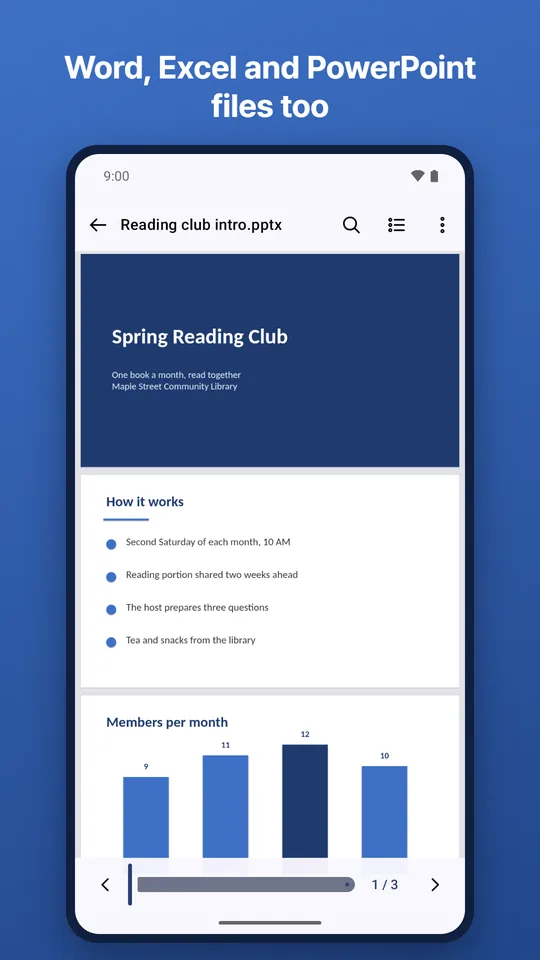 Word, Excel and PowerPoint
files too
9:00
Reading club intro.pptx
Spring Reading Club
One book a month, read together
Maple Street Community Library
How it works
Second Saturday of each month, 10 AM
Reading portion shared two weeks ahead
The host prepares three questions
Tea and snacks from the library
Members per month
9
11
12
10
1 / 3